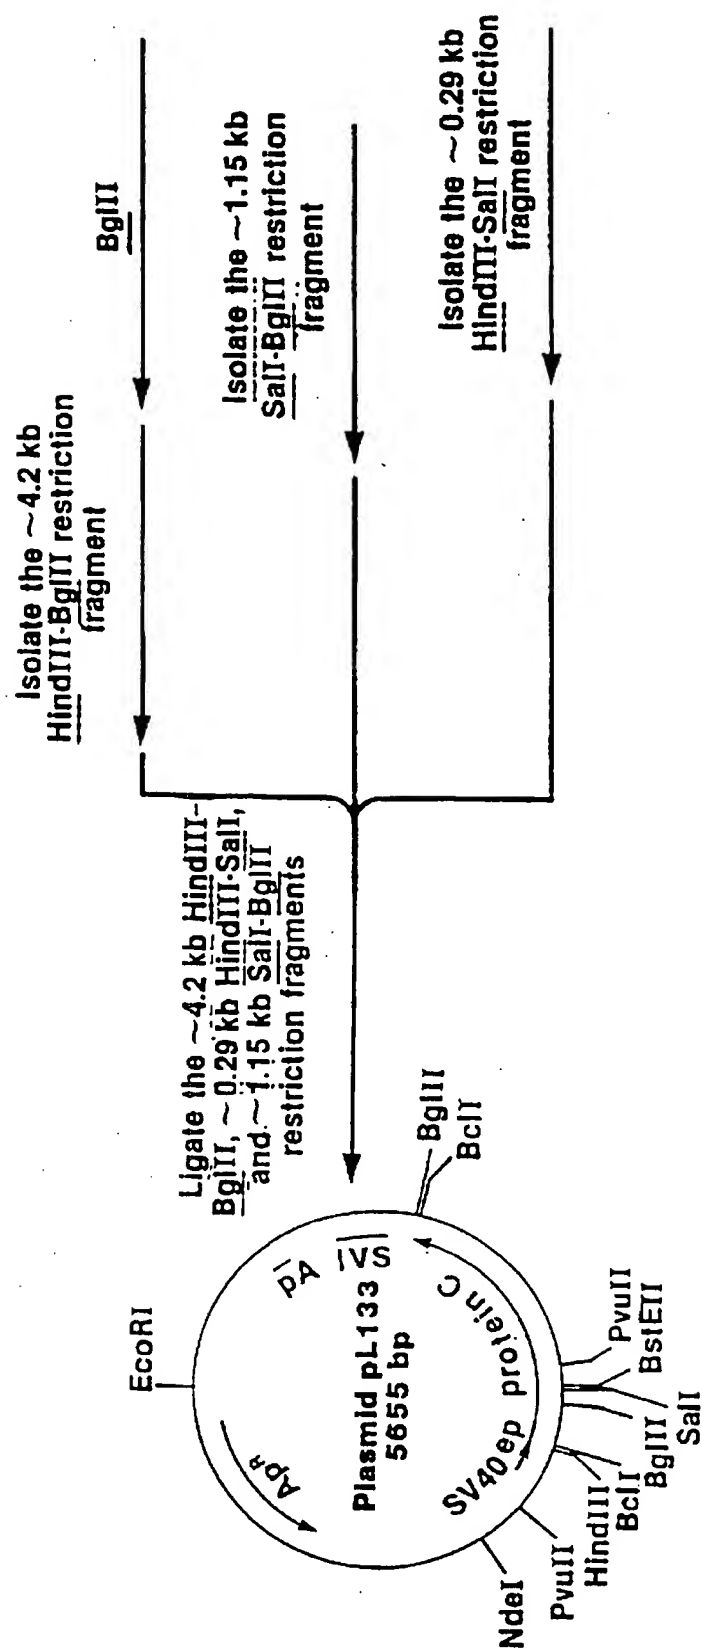 BglII
Isolate the ~4.2 kb
HindIII-BglII restriction
fragment
Isolate the ~1.15 kb
SalI-BglII restriction
fragment
Isolate the ~0.29 kb
HindIII-SalI restriction
fragment
Ligate the ~4.2 kb HindIII-
BglII, ~0.29 kb HindIII-SalI,
and ~1.15 kb SalI-BglII
restriction fragments
EcoRI
pA
IVS
BglII
BclI
ApR
Plasmid pL133
5655 bp
SV40ep
protein C
NdeI
PvuII
HindIII
BclI
BglII
SalI
BstEII
PvuII